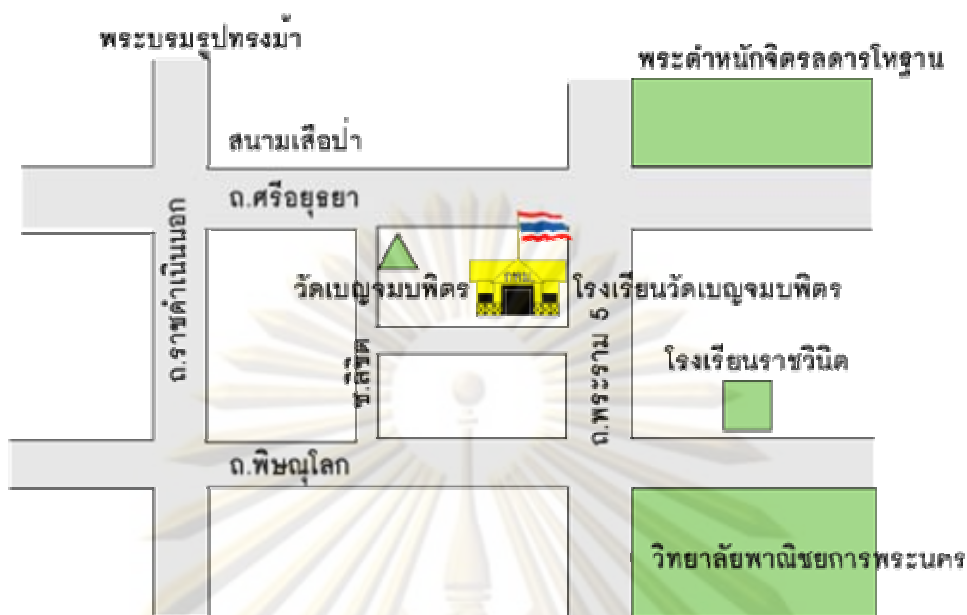 พระบรมรูปทรงม้า
พระตำหนักจิตรลดารโหฐาน
สนามเสือป่า
ถ.ศรีอยุธยา
ถ.ราชดำเนินนอก
กพม.
วัดเบญจมบพิตร
โรงเรียนวัดเบญจมบพิตร
ถ.พระราม 5
โรงเรียนราชวินิต
ถ.พิษณุโลก
วิทยาลัยพาณิชยการพระนคร